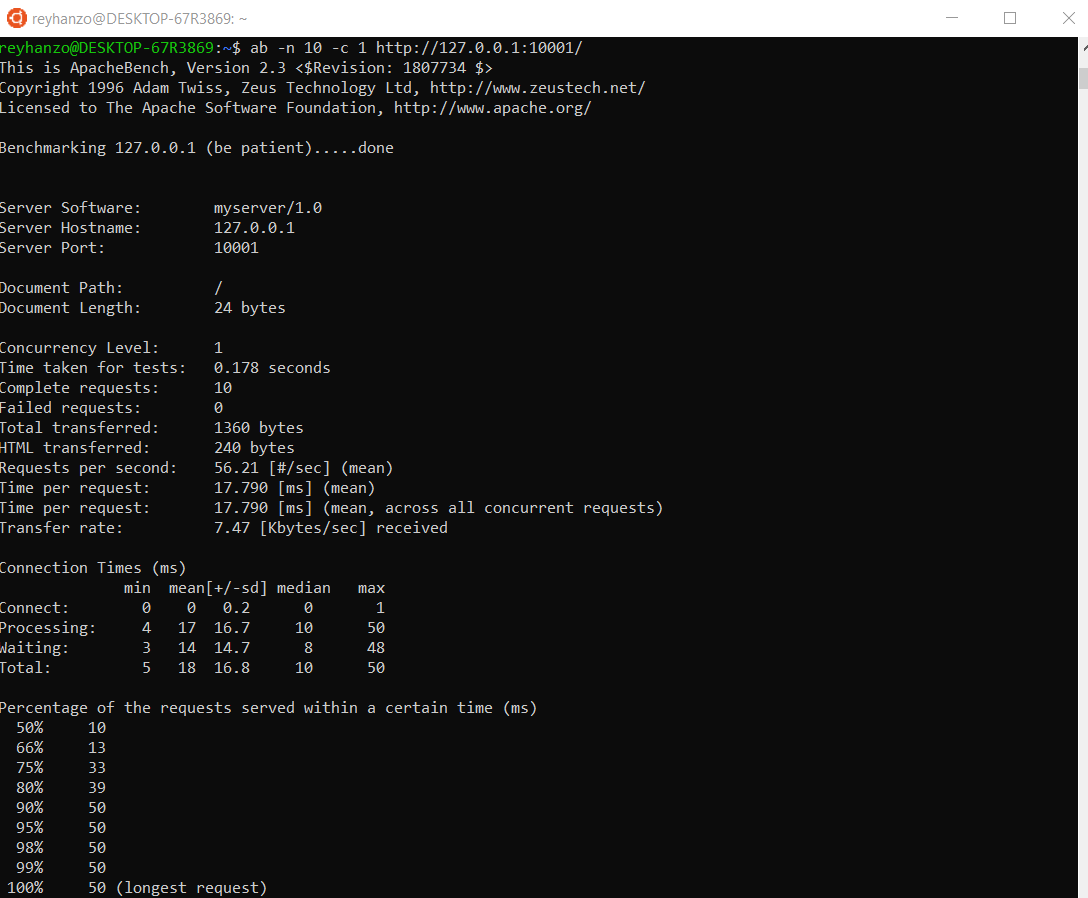 reyhanzo@DESKTOP-67R3869: ~
reyhanzo@DESKTOP-67R3869:~$ ab -n 10 -c 1 http://127.0.0.1:10001/
This is ApacheBench, Version 2.3 <$Revision: 1807734 $>
Copyright 1996 Adam Twiss, Zeus Technology Ltd, http://www.zeustech.net/
Licensed to The Apache Software Foundation, http://www.apache.org/
Benchmarking 127.0.0.1 (be patient).....done
Server Software: myserver/1.0
Server Hostname: 127.0.0.1
Server Port: 10001
Document Path: /
Document Length: 24 bytes
Concurrency Level: 1
Time taken for tests: 0.178 seconds
Complete requests: 10
Failed requests: 0
Total transferred: 1360 bytes
HTML transferred: 240 bytes
Requests per second: 56.21 [#/sec] (mean)
Time per request: 17.790 [ms] (mean)
Time per request: 17.790 [ms] (mean, across all concurrent requests)
Transfer rate: 7.47 [Kbytes/sec] received
Connection Times (ms)
min mean[+/-sd] median max
Connect: 0 0 0.2 0 1
Processing: 4 17 16.7 10 50
Waiting: 3 14 14.7 8 48
Total: 5 18 16.8 10 50
Percentage of the requests served within a certain time (ms)
50% 10
66% 13
75% 33
80% 39
90% 50
95% 50
98% 50
99% 50
100% 50 (longest request)